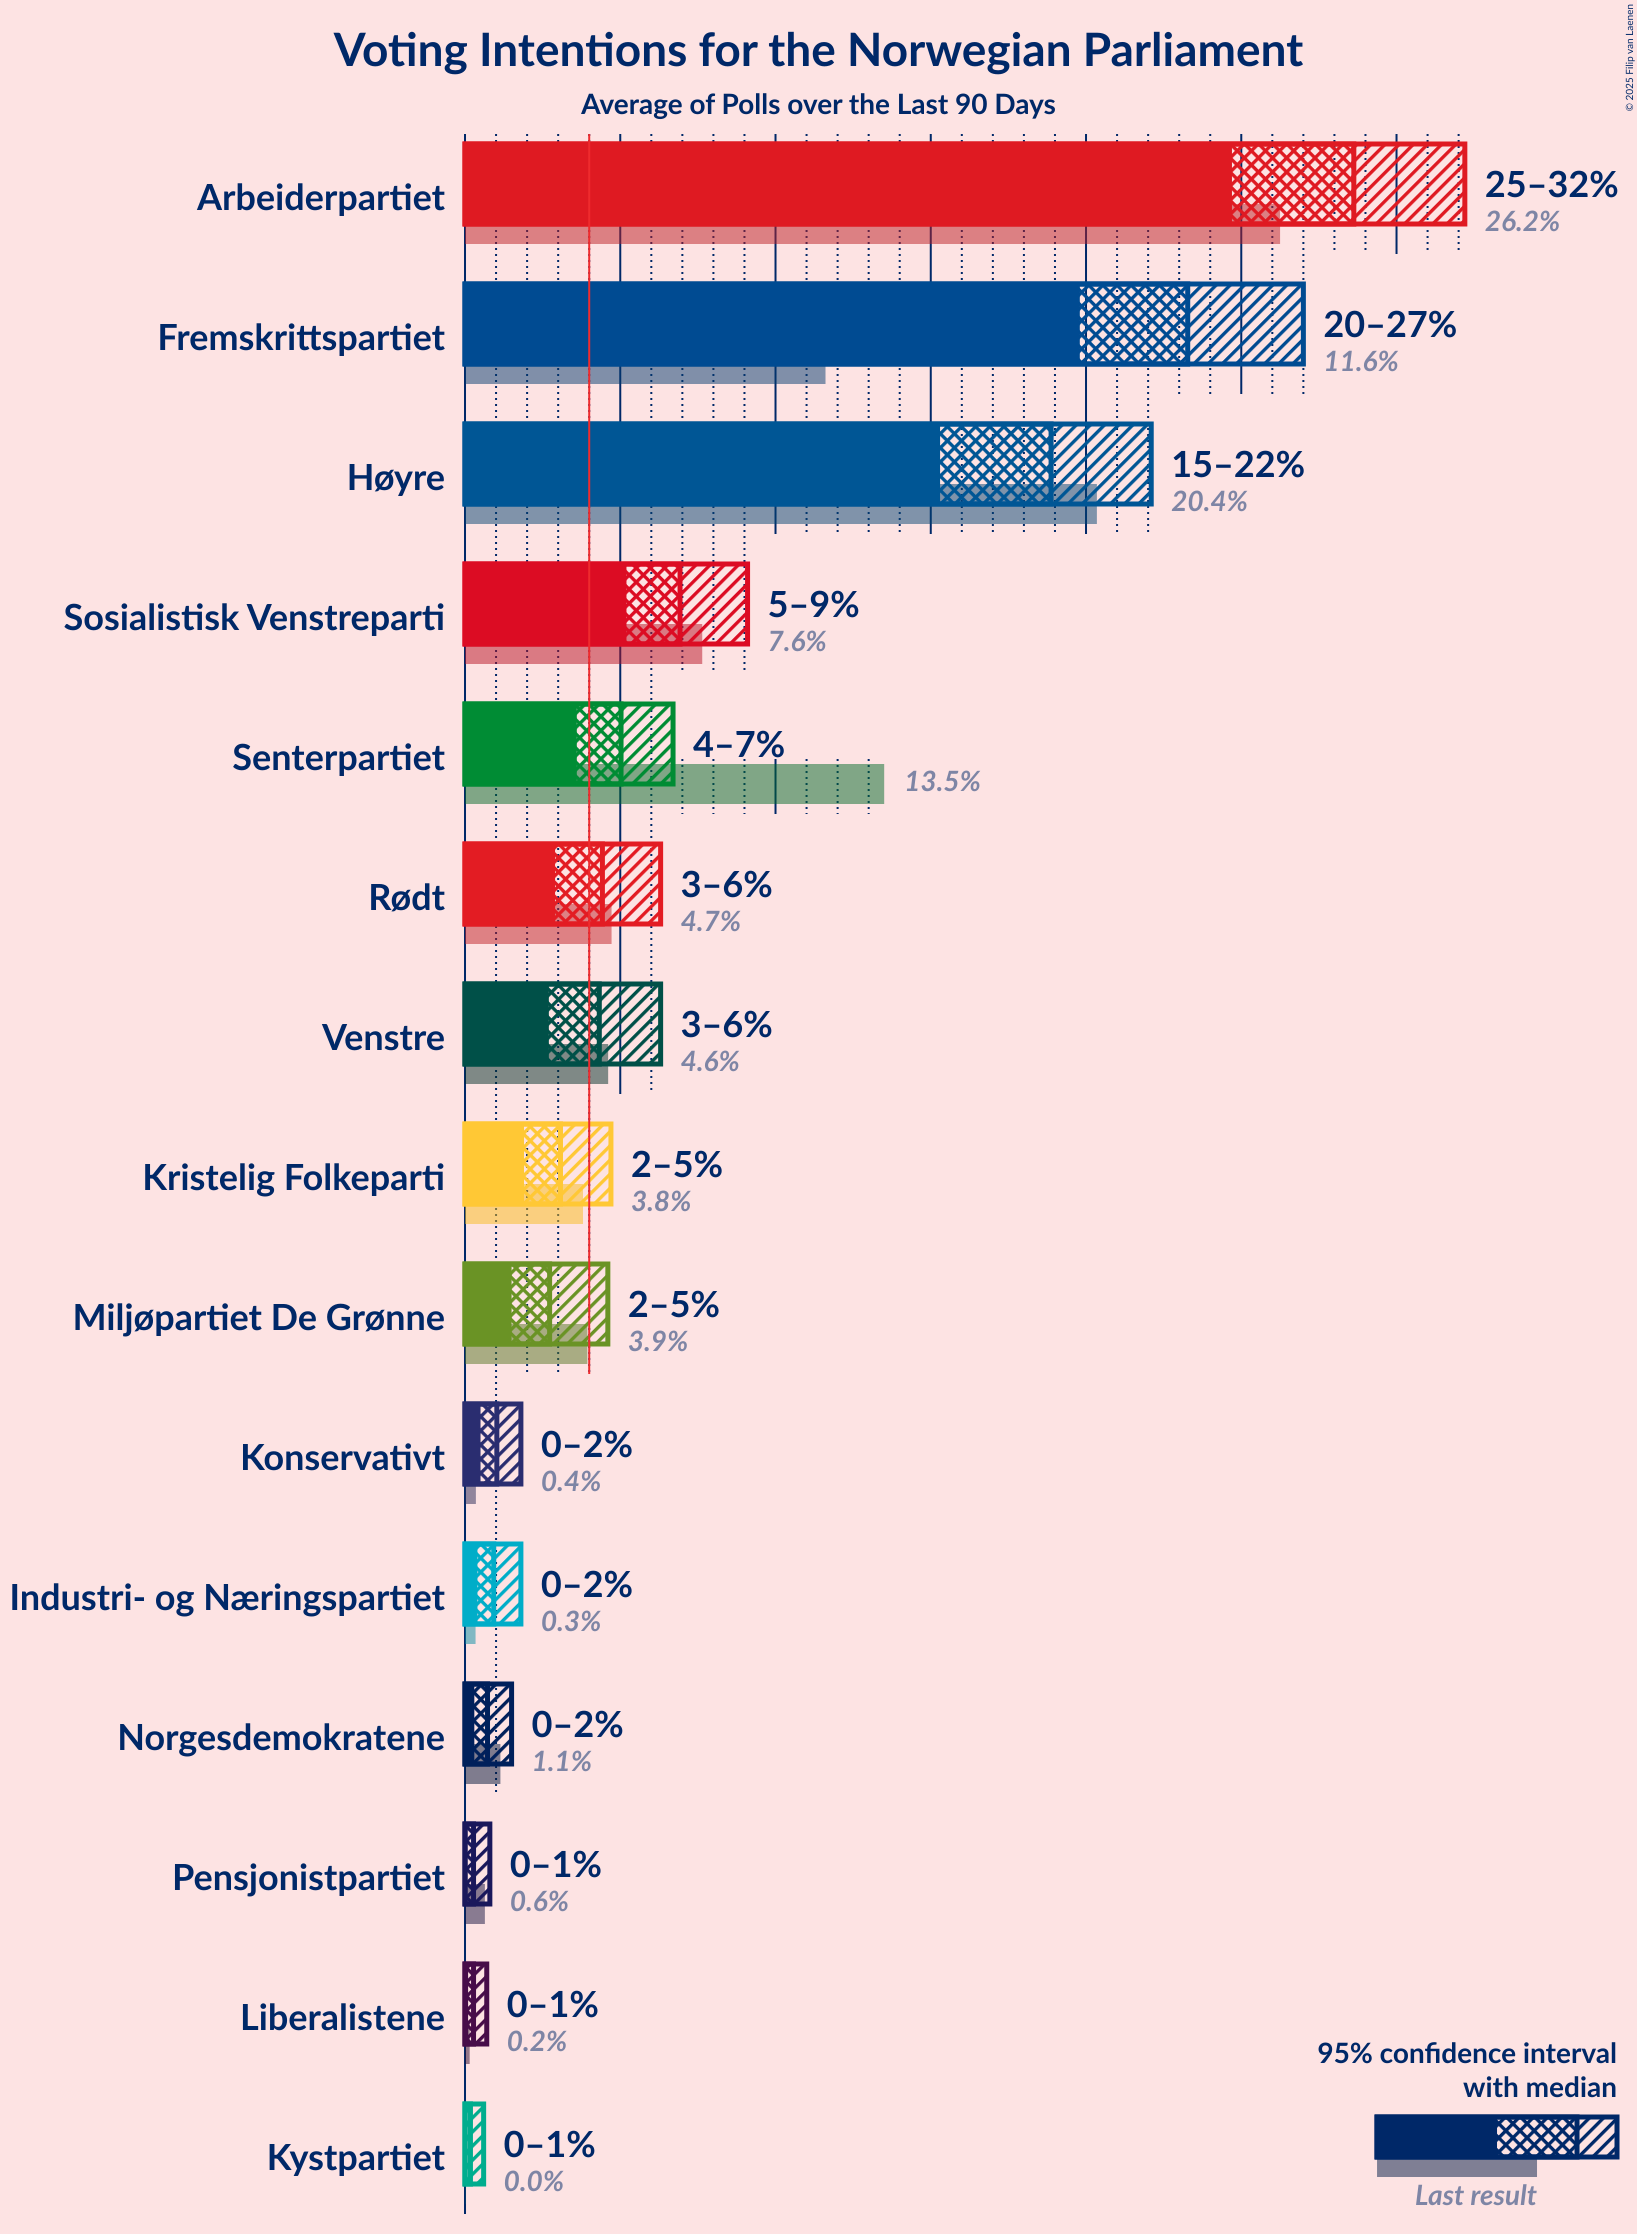 Voting Intentions for the Norwegian Parliament
Average of Polls over the Last 90 Days
© 2025 Filip van Laenen
Arbeiderpartiet
25–32%
26.2%
Fremskrittspartiet
20–27%
11.6%
Høyre
15–22%
20.4%
Sosialistisk Venstreparti
5–9%
7.6%
Senterpartiet
4–7%
13.5%
Rødt
3–6%
4.7%
Venstre
3–6%
4.6%
Kristelig Folkeparti
2–5%
3.8%
Miljøpartiet De Grønne
2–5%
3.9%
Konservativt
0–2%
0.4%
Industri- og Næringspartiet
0–2%
0.3%
Norgesdemokratene
0–2%
1.1%
Pensjonistpartiet
0–1%
0.6%
Liberalistene
0–1%
0.2%
Kystpartiet
0–1%
0.0%
95% confidence interval
with median
Last result